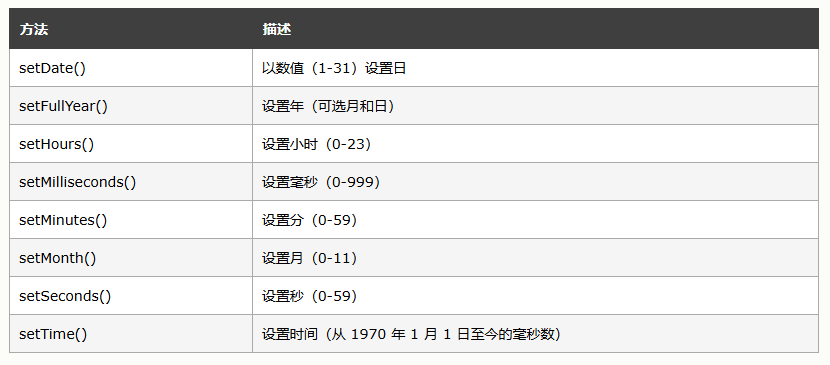 方法 描述
setDate() 以数值（1-31）设置日
setFullYear() 设置年（可选月和日）
setHours() 设置小时（0-23）
setMilliseconds() 设置毫秒（0-999）
setMinutes() 设置分（0-59）
setMonth() 设置月（0-11）
setSeconds() 设置秒（0-59）
setTime() 设置时间（从 1970 年 1 月 1 日至今的毫秒数）